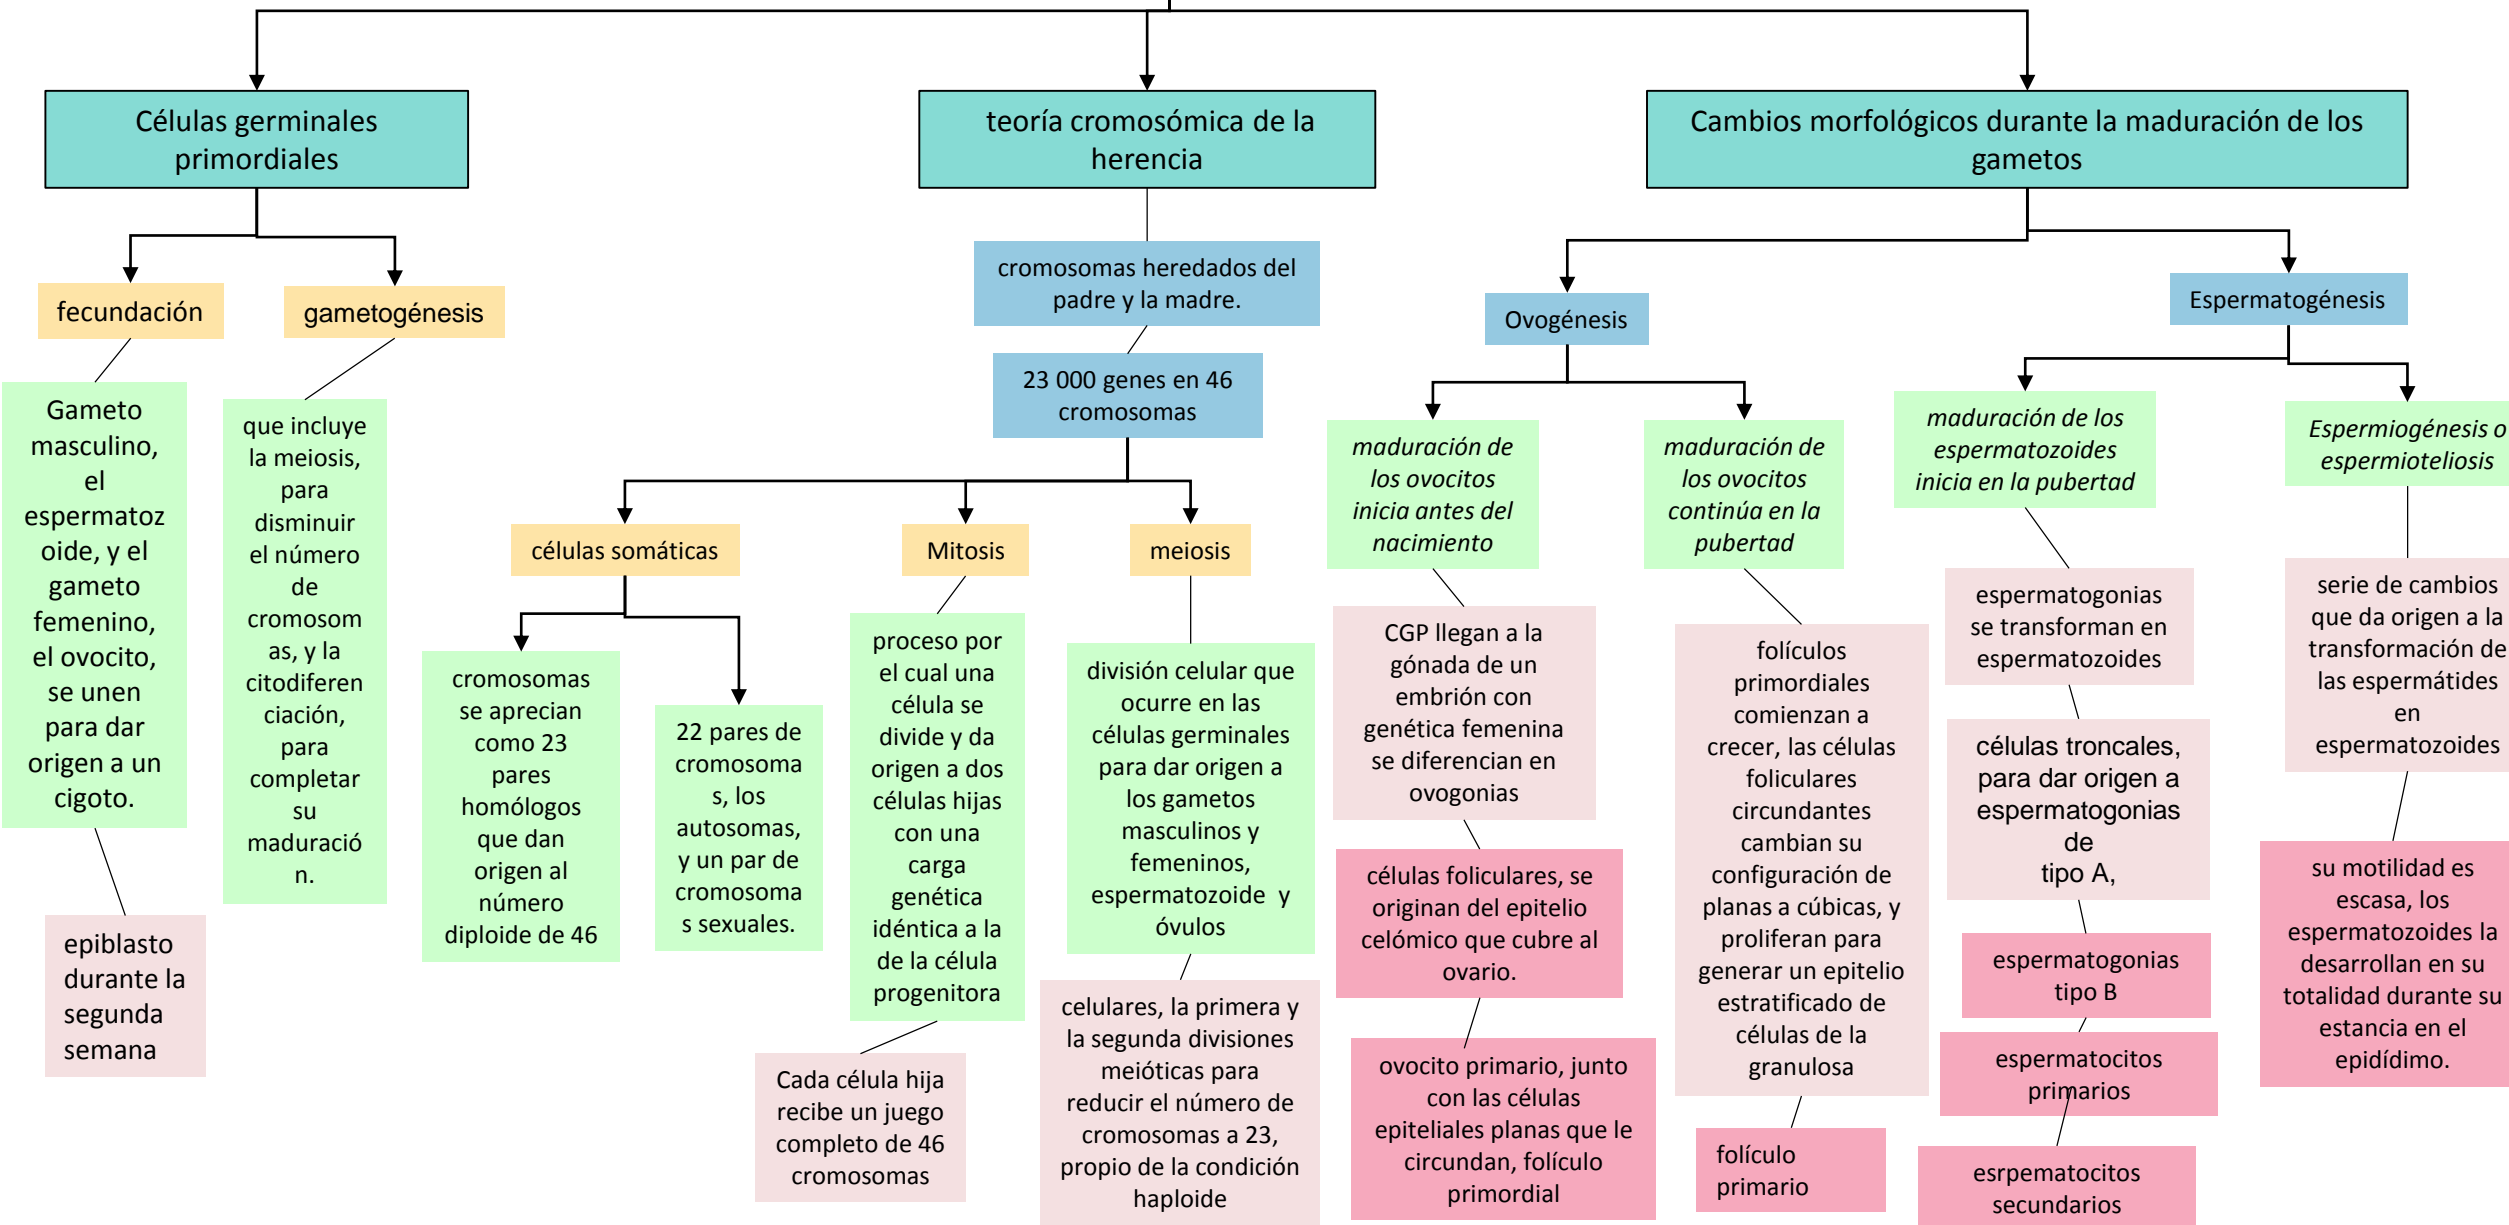 Células germinales
primordiales
fecundación
Gameto
masculino,
el
espermatoz
oide, y el
gameto
femenino,
el ovocito,
se unen
para dar
origen a un
cigoto.
epiblasto
durante la
segunda
semana
gametogénesis
que incluye
la meiosis,
para
disminuir
el número
de
cromosom
as, y la
citodiferen
ciación,
para
completar
su
maduració
n.
teoría cromosómica de la
herencia
cromosomas heredados del
padre y la madre.
23 000 genes en 46
cromosomas
células somáticas
cromosomas
se aprecian
como 23
pares
homólogos
que dan
origen al
número
diploide de 46
22 pares de
cromosoma
s, los
autosomas,
y un par de
cromosoma
s sexuales.
Mitosis
proceso por
el cual una
célula se
divide y da
origen a dos
células hijas
con una
carga
genética
idéntica a la
de la célula
progenitora
Cada célula hija
recibe un juego
completo de 46
cromosomas
meiosis
división celular que
ocurre en las
células germinales
para dar origen a
los gametos
masculinos y
femeninos,
espermatozoide y
óvulos
celulares, la primera y
la segunda divisiones
meióticas para
reducir el número de
cromosomas a 23,
propio de la condición
haploide
Cambios morfológicos durante la maduración de los
gametos
Ovogénesis
maduración de
los ovocitos
inicia antes del
nacimiento
CGP llegan a la
gónada de un
embrión con
genética femenina
se diferencian en
ovogonias
células foliculares, se
originan del epitelio
celómico que cubre al
ovario.
ovocito primario, junto
con las células
epiteliales planas que le
circundan, folículo
primordial
maduración de
los ovocitos
continúa en la
pubertad
folículos
primordiales
comienzan a
crecer, las células
foliculares
circundantes
cambian su
configuración de
planas a cúbicas, y
proliferan para
generar un epitelio
estratificado de
células de la
granulosa
folículo
primario
Espermatogénesis
maduración de los
espermatozoides
inicia en la pubertad
espermatogonias
se transforman en
espermatozoides
células troncales,
para dar origen a
espermatogonias
de
tipo A,
espermatogonias
tipo B
espermatocitos
primarios
esrpematocitos
secundarios
Espermiogénesis o
espermioteliosis
serie de cambios
que da origen a la
transformación de
las espermátides
en
espermatozoides
su motilidad es
escasa, los
espermatozoides la
desarrollan en su
totalidad durante su
estancia en el
epidídimo.